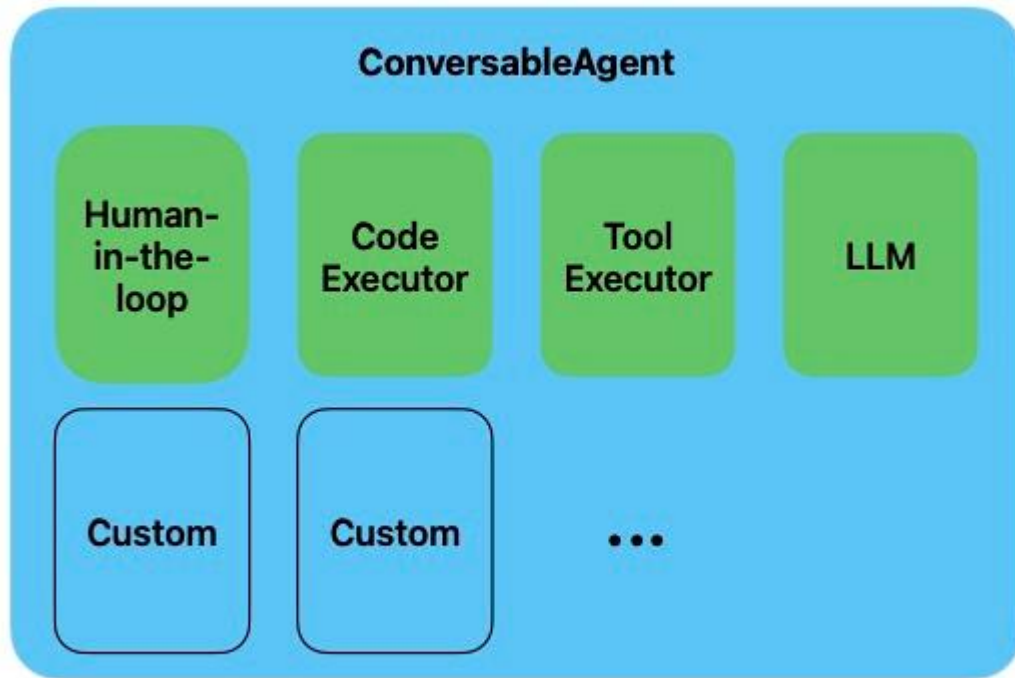 ConversableAgent
Human-
in-the-
loop
Code
Executor
Tool
Executor
LLM
Custom
Custom
...